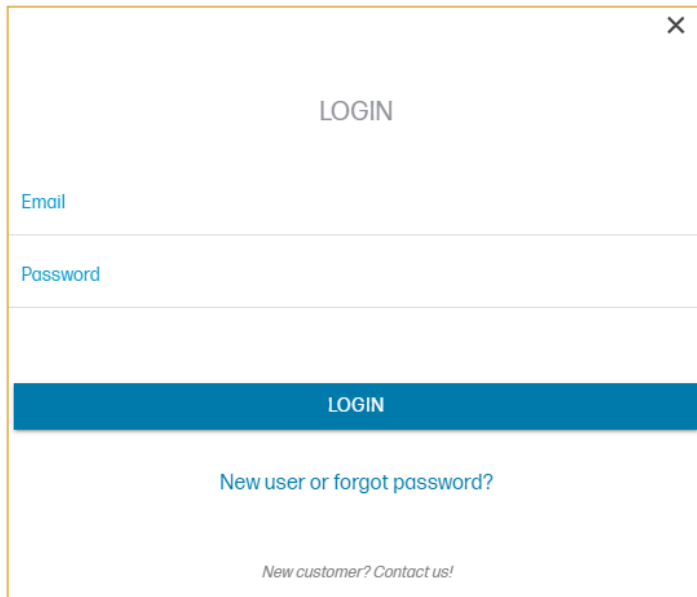 LOGIN
Email
Password
LOGIN
New user or forgot password?
New customer? Contact us!